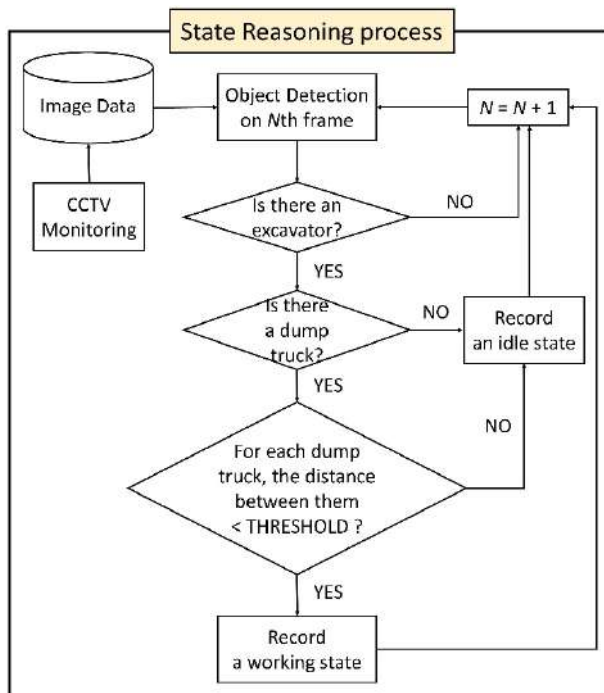 State Reasoning process
Image Data
Object Detection
on Nth frame
N = N + 1
CCTV
Monitoring
Is there an
excavator?
NO
YES
Is there
a dump
truck?
NO
Record
an idle state
YES
For each dump
truck, the distance
between them
< THRESHOLD ?
NO
YES
Record
a working state